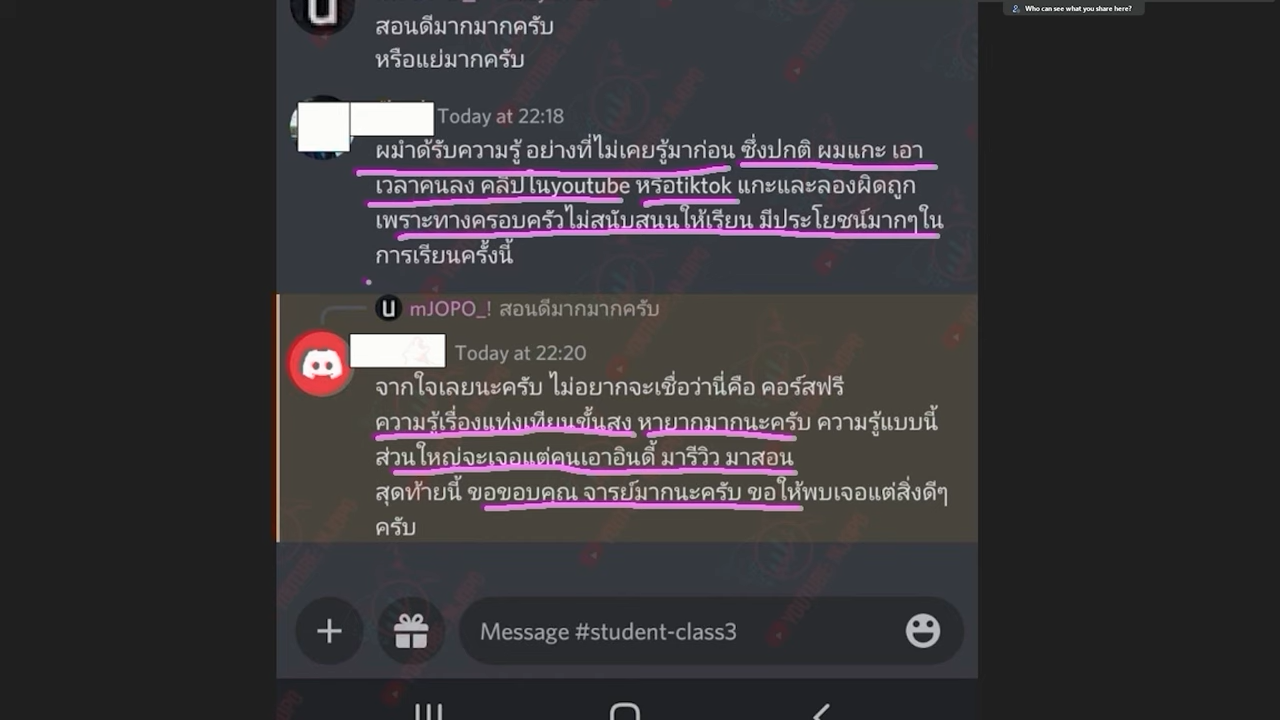 Who can see what you share here?
สอนดีมากมากครับ
หรือแย่มากครับ
Today at 22:18
ผมำด้รับความรู้ อย่างที่ไม่เคยรู้มาก่อน ซึ่งปกติ ผมแกะ เอา
เวลาคนลง คลิปในyoutube หรือtiktok แกะและลองผิดถูก
เพราะทางครอบครัวไม่สนับสนนให้เรียน มีประโยชน์มากๆใน
การเรียนครั้งนี้
U mJOPO_! สอนดีมากมากครับ
Today at 22:20
จากใจเลยนะครับ ไม่อยากจะเชื่อว่านี่คือ คอร์สฟรี
ความรู้เรื่องแท่งเทียนขั้นสูง หายากมากนะครับ ความรู้แบบนี้
ส่วนใหญ่จะเจอแต่คนเอาอินดี้ มารีวิว มาสอน
สุดท้ายนี้ ขอขอบคุณ จารย์มากนะครับ ขอให้พบเจอแต่สิ่งดีๆ
ครับ
Message #student-class3